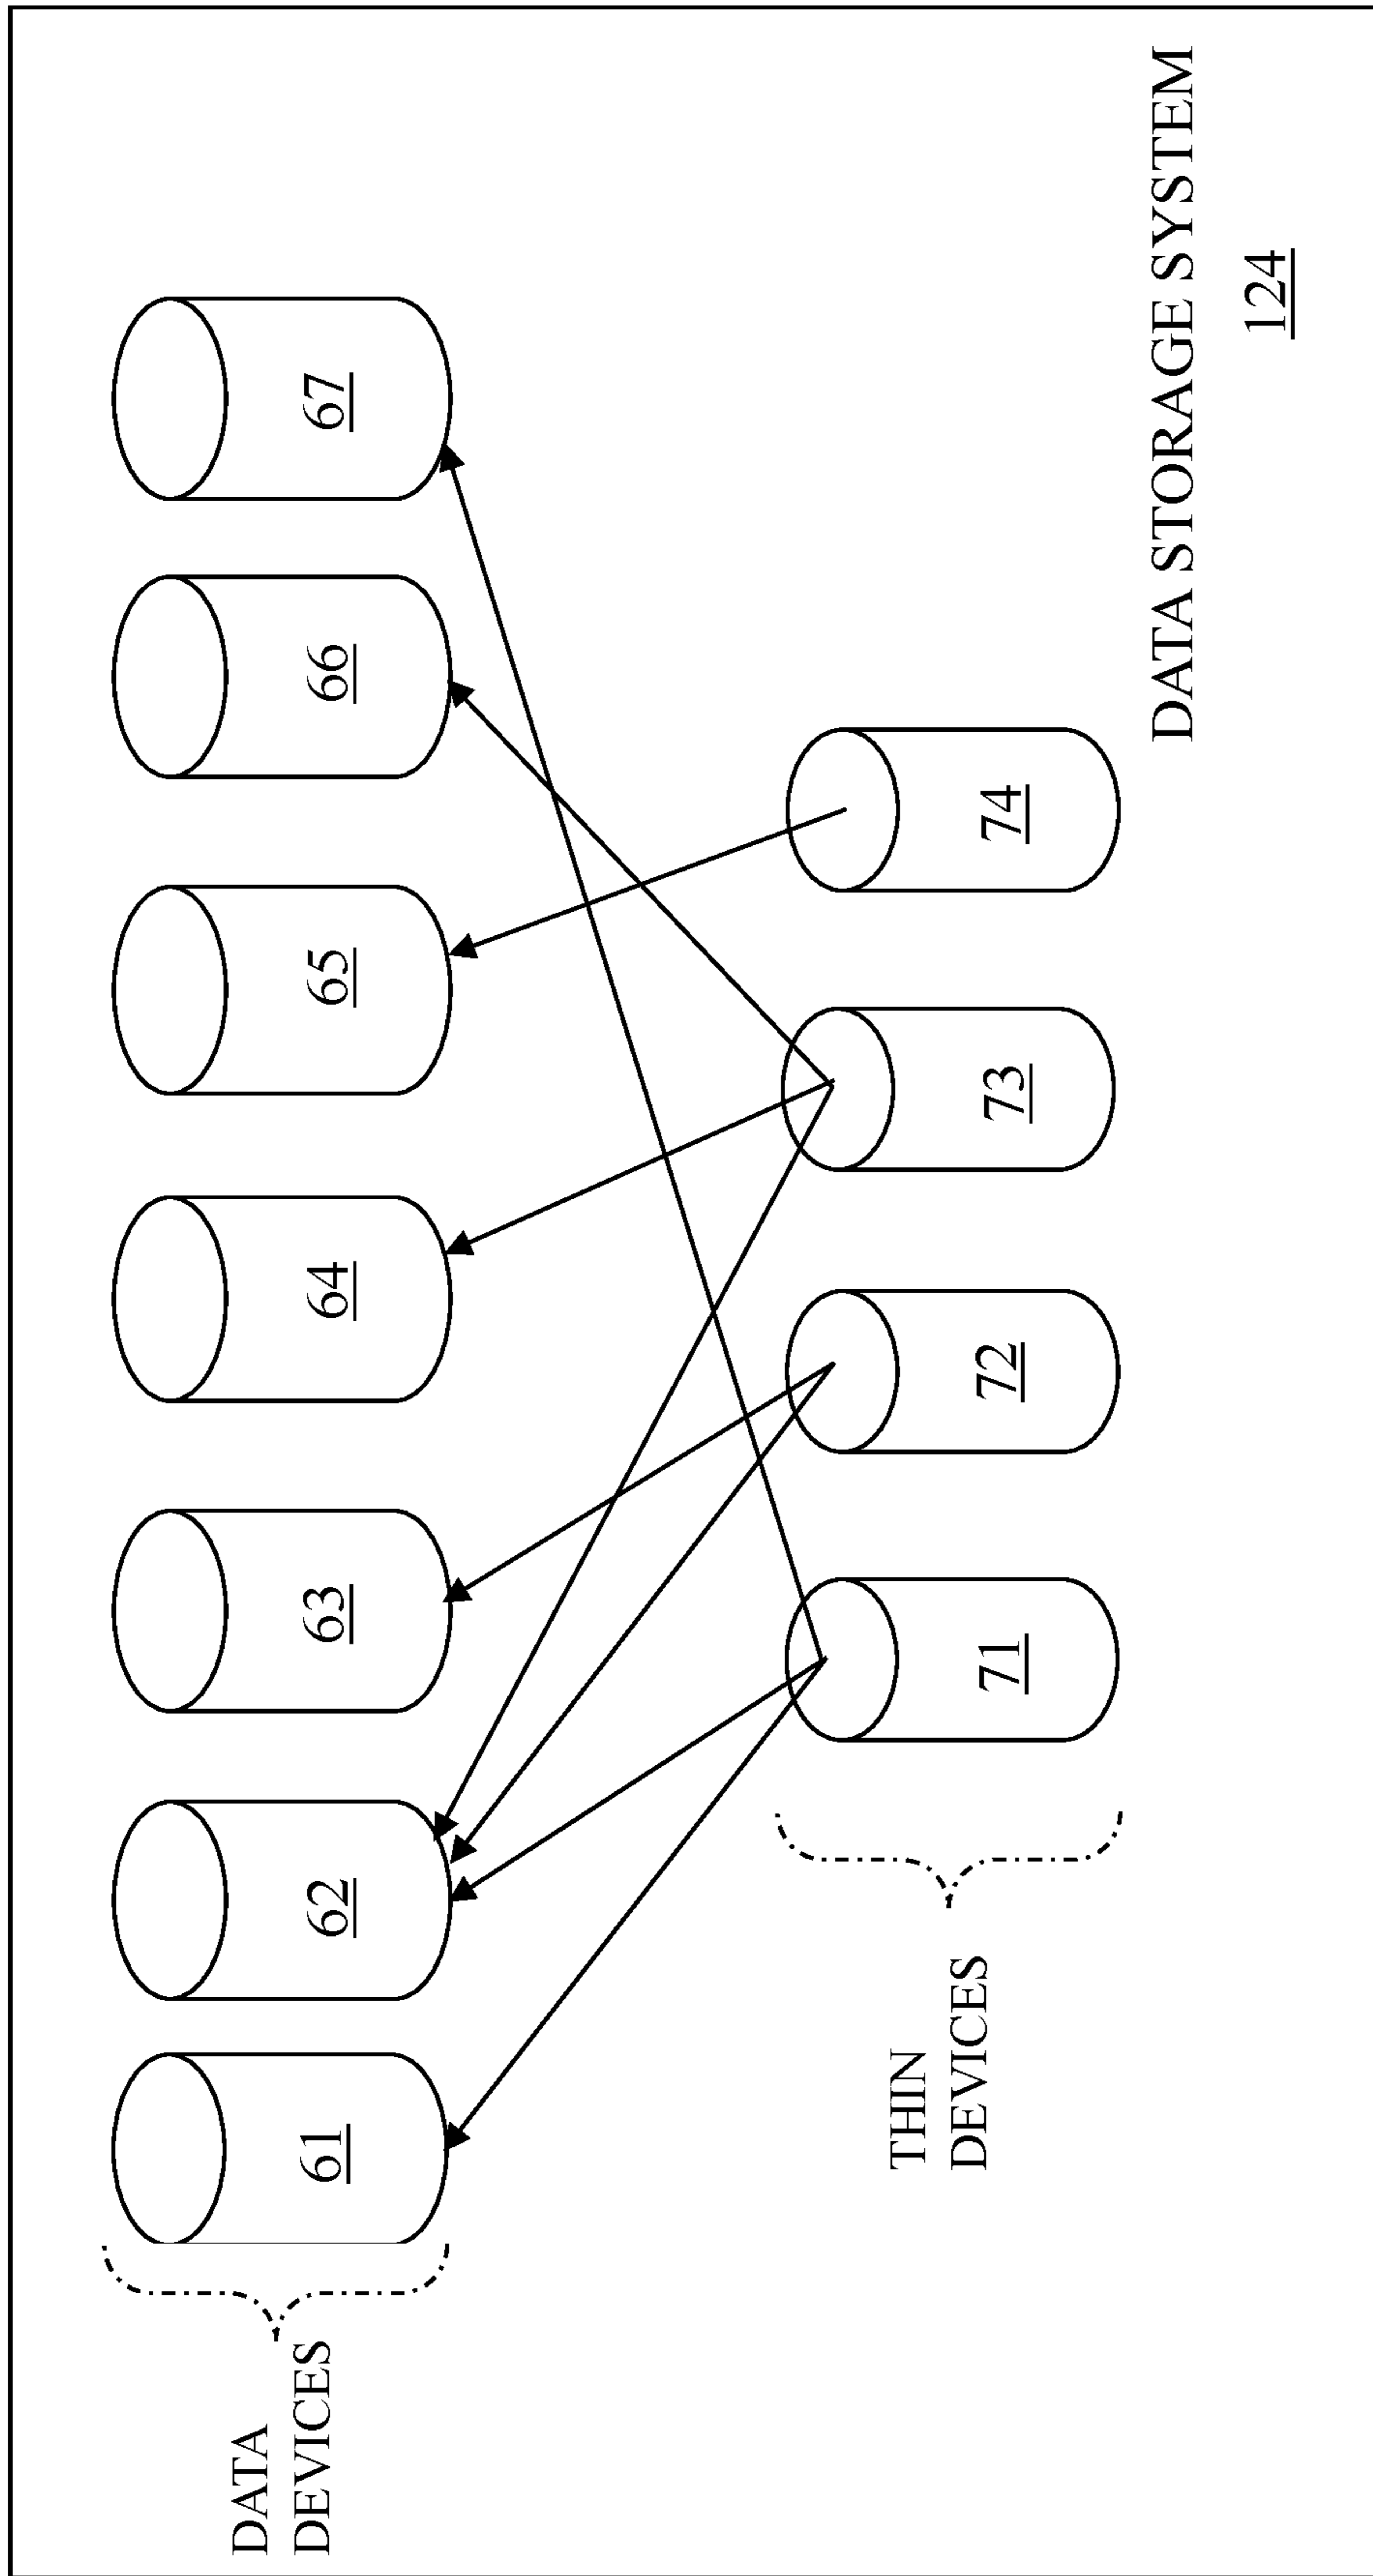 DATA
DEVICES
61
62
63
64
65
66
67
THIN
DEVICES
71
72
73
74
DATA STORAGE SYSTEM
124